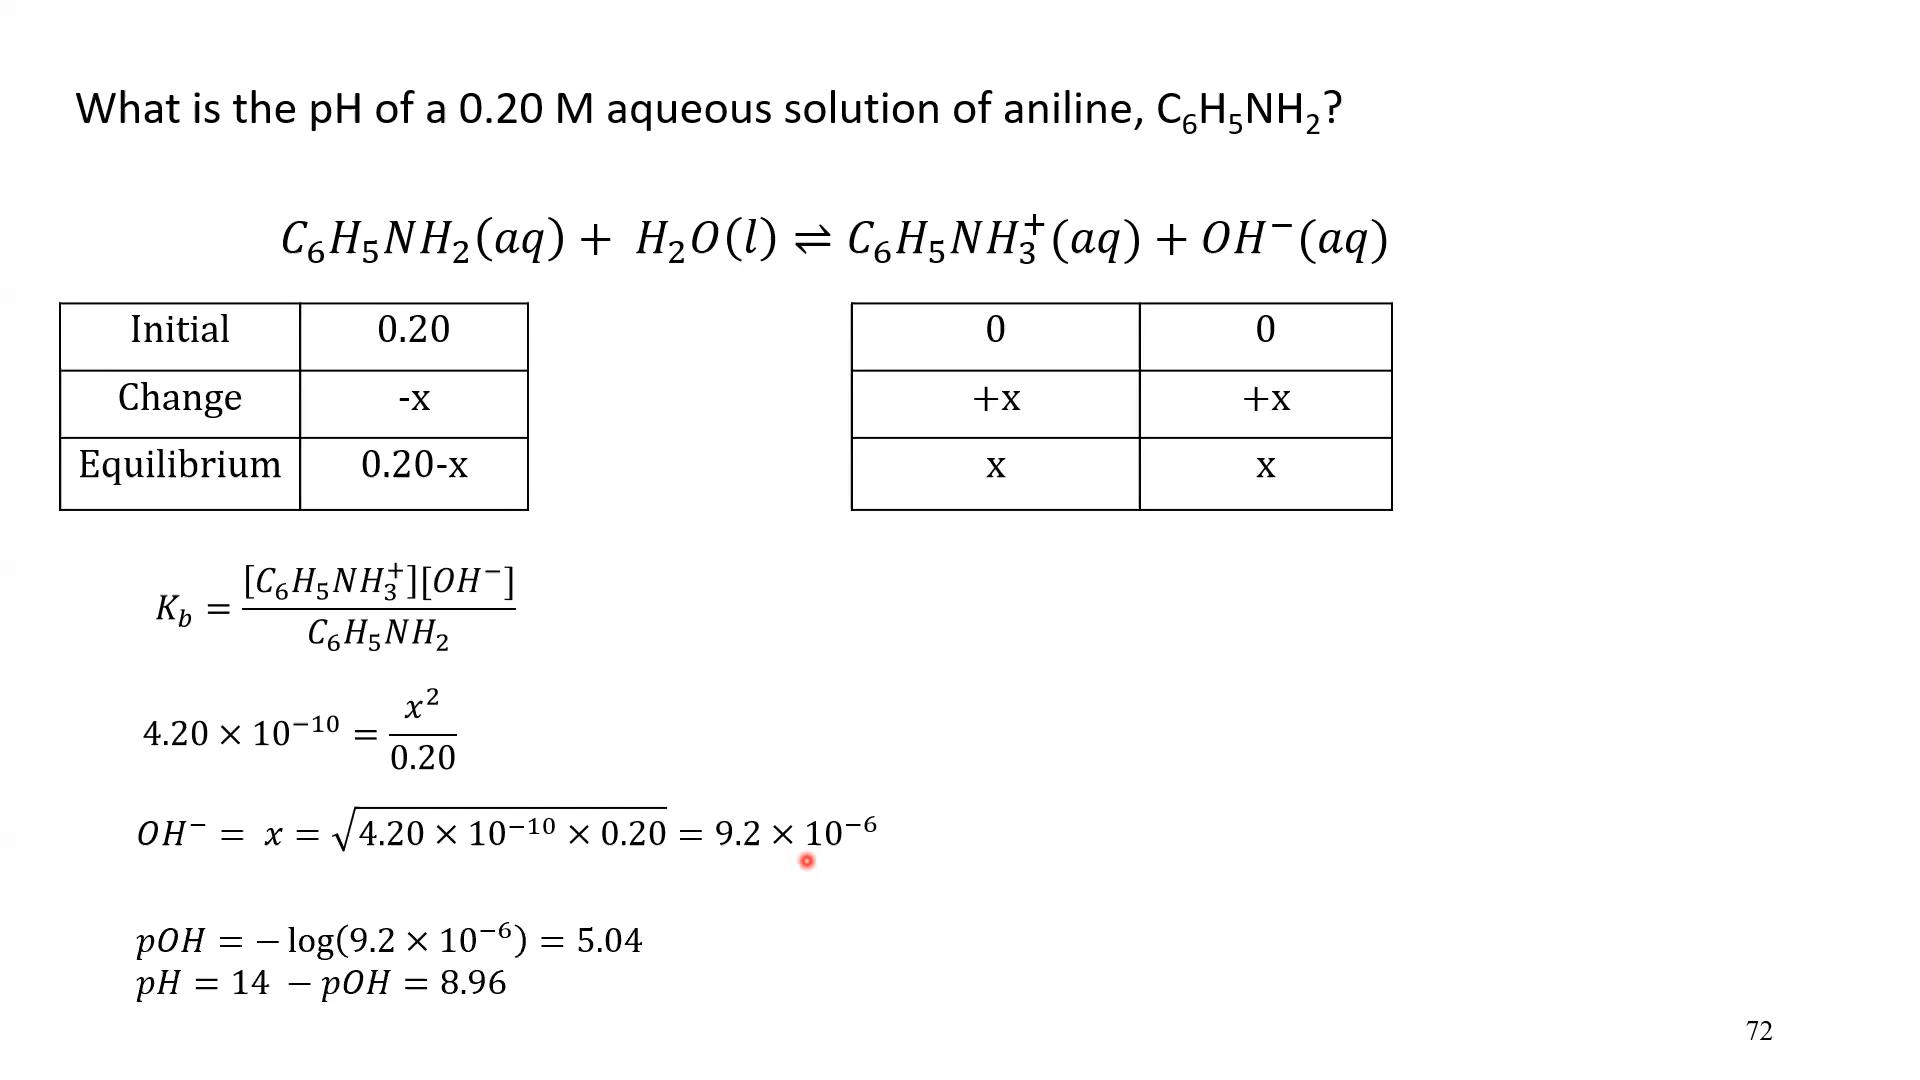 What is the pH of a 0.20 M aqueous solution of aniline, C₆H₅NH₂?
C₆H₅NH₂(aq) + H₂O(l) ⇌ C₆H₅NH₃⁺(aq) + OH⁻(aq)
Initial 0.20 0 0
Change -x +x +x
Equilibrium 0.20-x x x
K_b = [C₆H₅NH₃⁺][OH⁻] / C₆H₅NH₂
4.20 × 10⁻¹⁰ = x² / 0.20
OH⁻ = x = √(4.20 × 10⁻¹⁰ × 0.20) = 9.2 × 10⁻⁶
pOH = − log(9.2 × 10⁻⁶) = 5.04
pH = 14 − pOH = 8.96
72